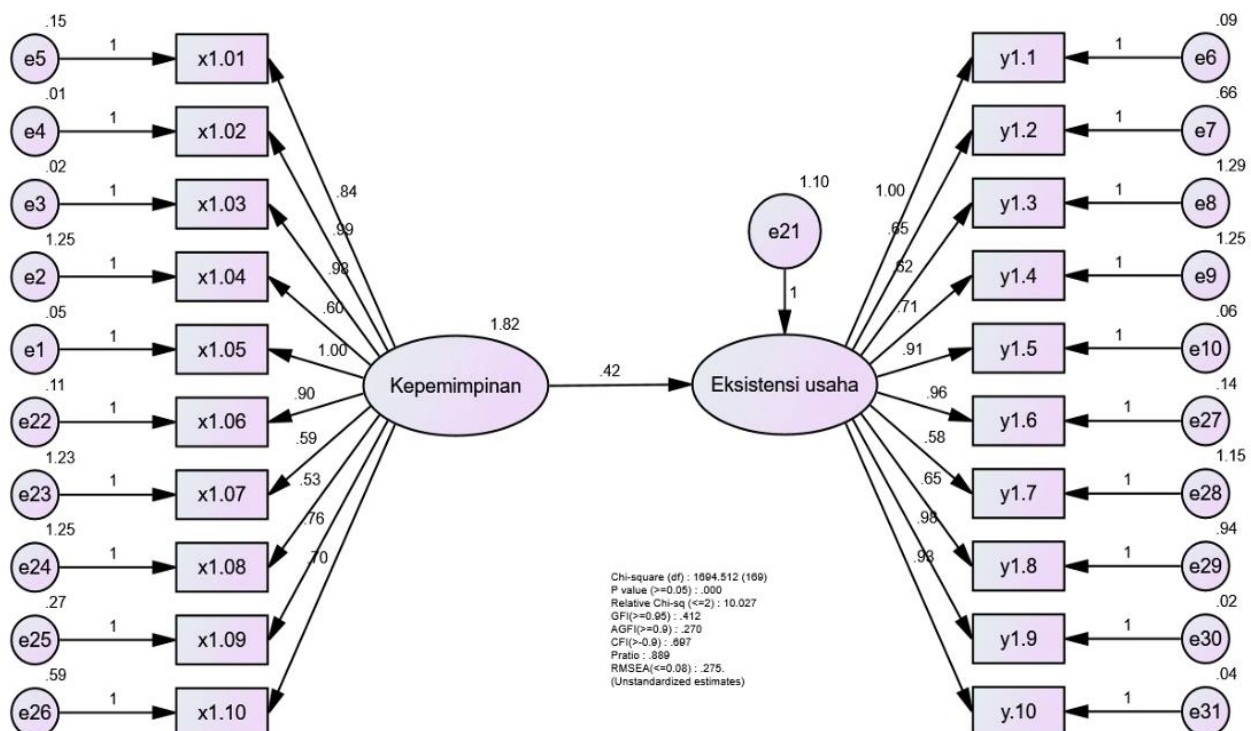 .15
e5 1 x1.01
.01
e4 1 x1.02
.02
e3 1 x1.03
1.25
e2 1 x1.04
.05
e1 1 x1.05
.11
e22 1 x1.06
1.23
e23 1 x1.07
1.25
e24 1 x1.08
.27
e25 1 x1.09
.59
e26 1 x1.10
.84
.99
.98
.60
1.00
.90
.59
.53
.76
.70
1.82
Kepemimpinan
.42
1.10
e21
1
Eksistensi usaha
1.00
.65
.62
.71
.91
.96
.58
.65
.98
.93
.09
y1.1 1 e6
.66
y1.2 1 e7
1.29
y1.3 1 e8
1.25
y1.4 1 e9
.06
y1.5 1 e10
.14
y1.6 1 e27
1.15
y1.7 1 e28
.94
y1.8 1 e29
.02
y1.9 1 e30
.04
y.10 1 e31
Chi-square (df) : 1694.512 (169)
P value (>=0.05) : .000
Relative Chi-sq (<=2) : 10.027
GFI(>=0.95) : .412
AGFI(>=0.9) : .270
CFI(>-0.9) : .697
Pratio : .889
RMSEA(<=0.08) : .275.
(Unstandardized estimates)